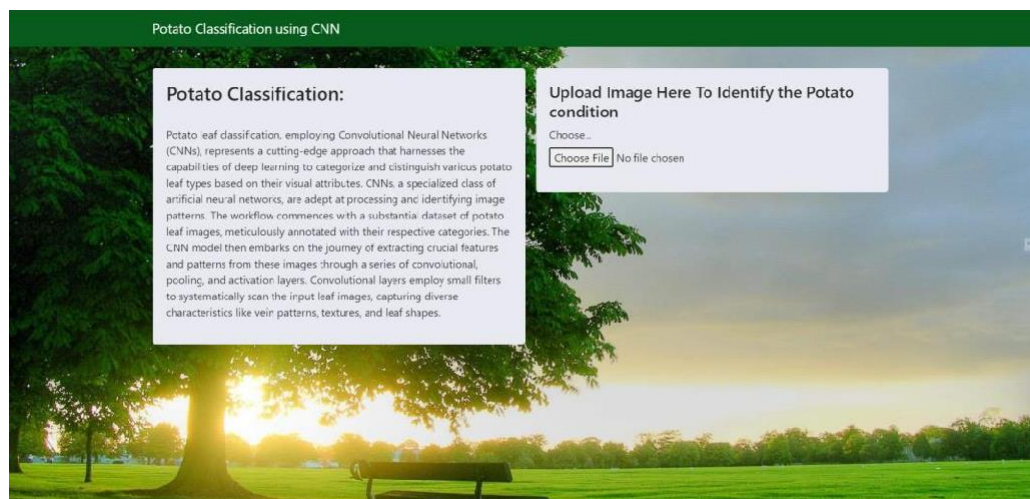 Potato Classification using CNN
Potato Classification:
Potato leaf classification, employing Convolutional Neural Networks
(CNNs), represents a cutting-edge approach that harnesses the
capabilities of deep learning to categorize and distinguish various potato
leaf types based on their visual attributes. CNNs, a specialized class of
artificial neural networks, are adept at processing and identifying image
patterns. The workflow commences with a substantial dataset of potato
leaf images, meticulously annotated with their respective categories. The
CNN model then embarks on the journey of extracting crucial features
and patterns from these images through a series of convolutional,
pooling, and activation layers. Convolutional layers employ small filters
to systematically scan the input leaf images, capturing diverse
characteristics like vein patterns, textures, and leaf shapes.
Upload Image Here To Identify the Potato
condition
Choose...
Choose File No file chosen